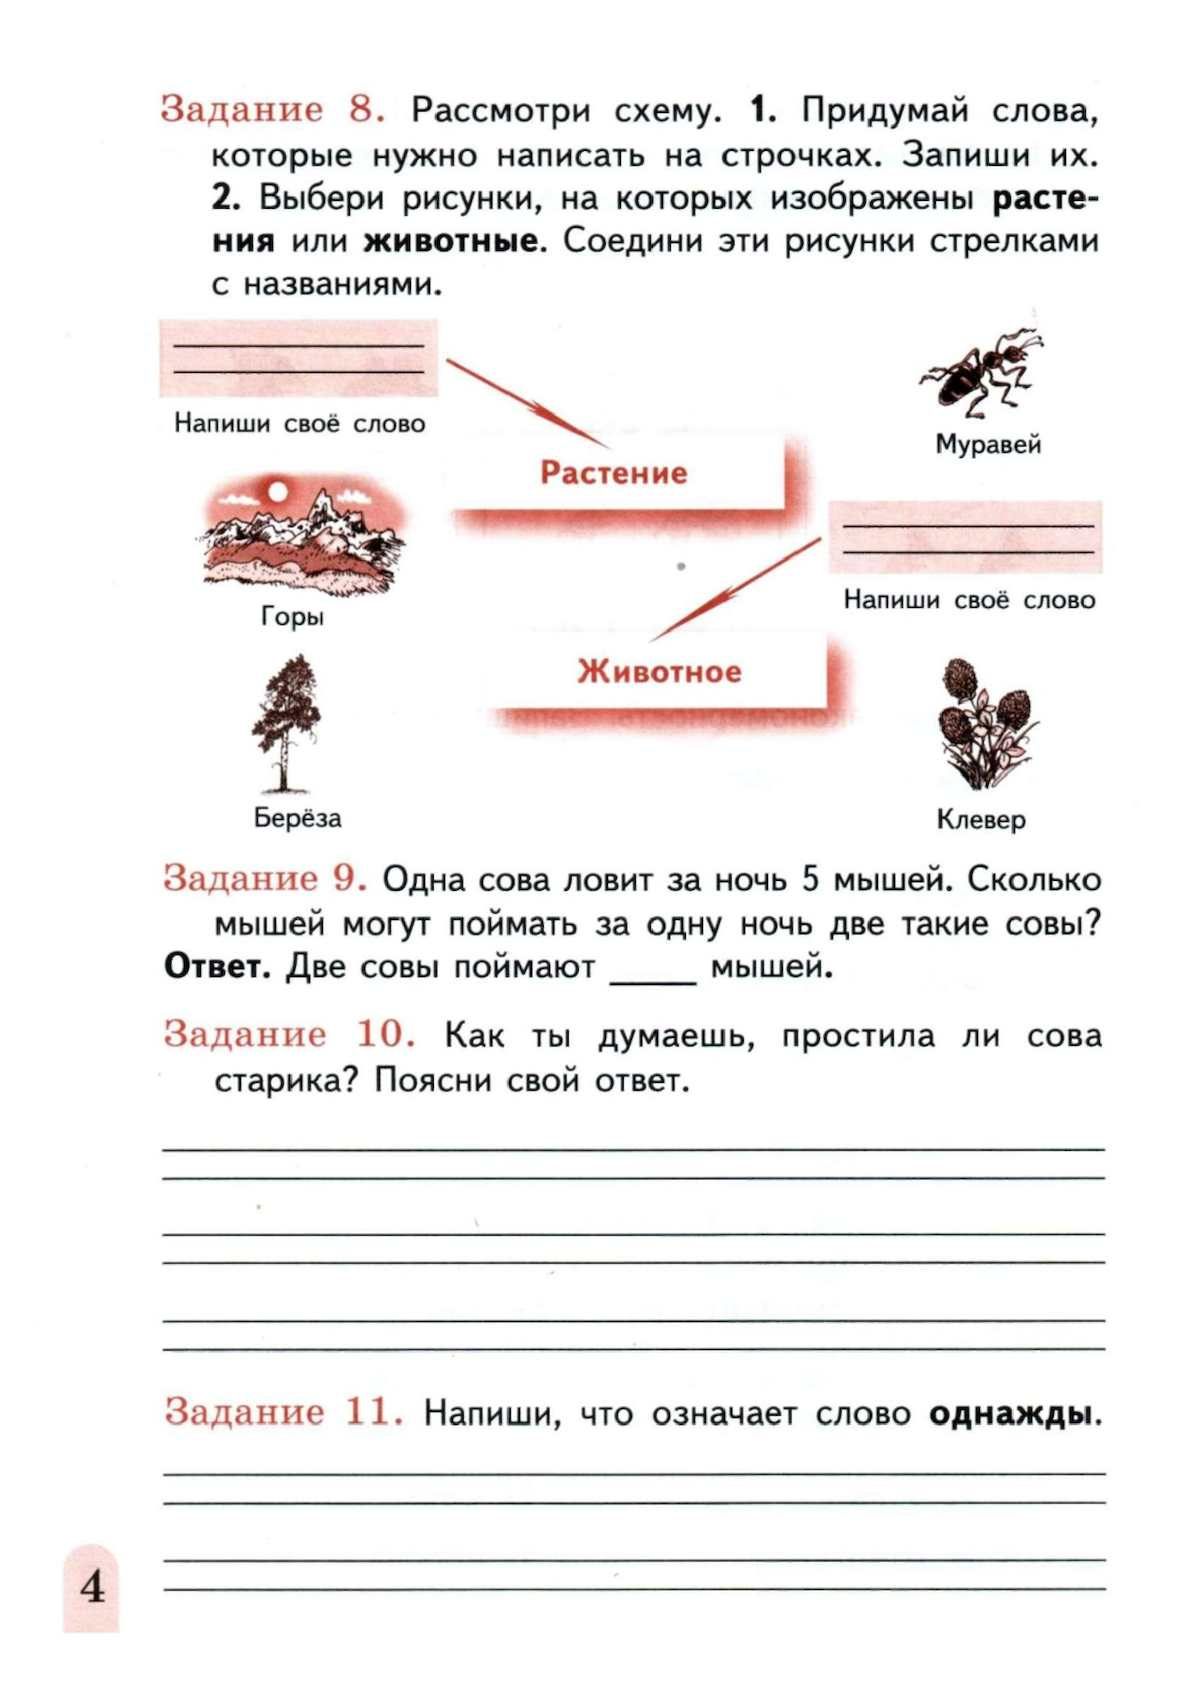 Задание 8. Рассмотри схему. 1. Придумай слова,
которые нужно написать на строчках. Запиши их.
2. Выбери рисунки, на которых изображены расте-
ния или животные. Соедини эти рисунки стрелками
с названиями.
Напиши своё слово
Муравей
Растение
Горы
Напиши своё слово
Животное
Берёза
Клевер
Задание 9. Одна сова ловит за ночь 5 мышей. Сколько
мышей могут поймать за одну ночь две такие совы?
Ответ. Две совы поймают _____ мышей.
Задание 10. Как ты думаешь, простила ли сова
старика? Поясни свой ответ.
Задание 11. Напиши, что означает слово однажды.
4